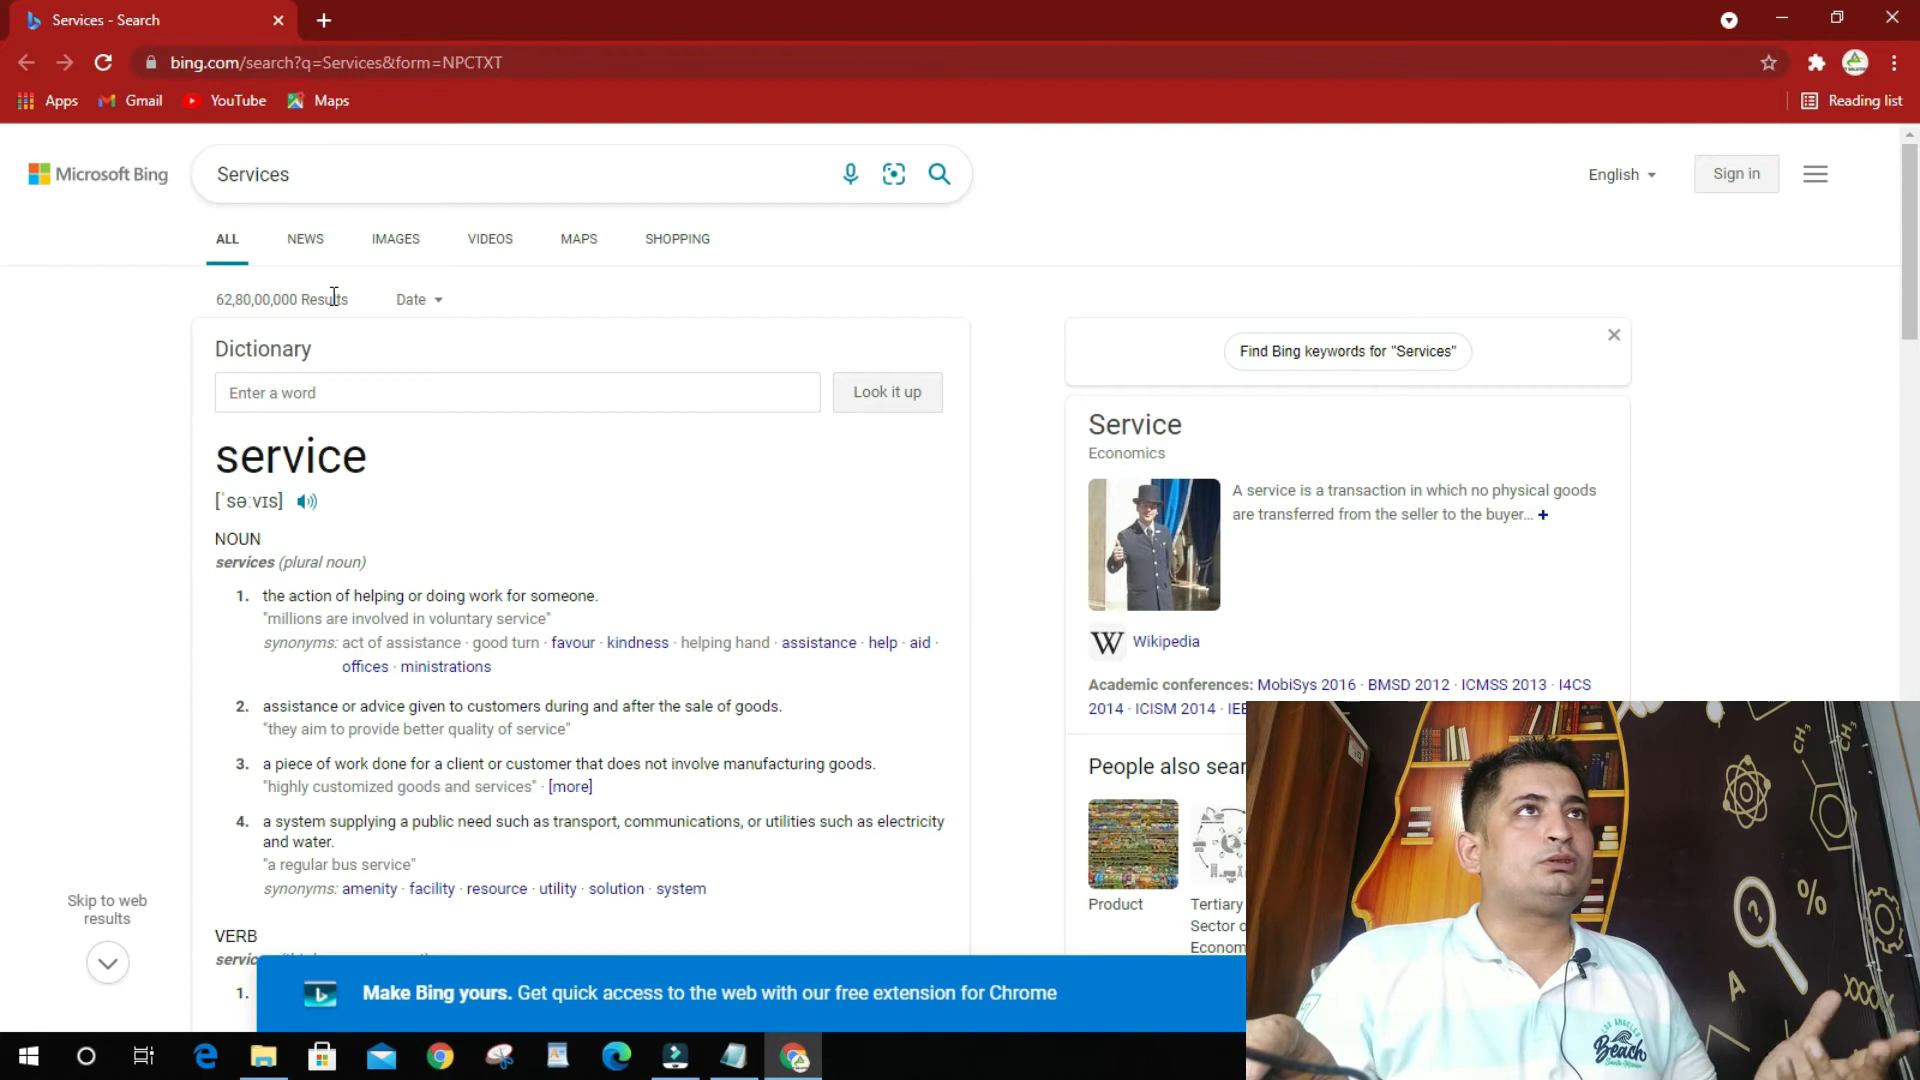 Services - Search
bing.com/search?q=Services&form=NPCTXT
Apps
Gmail
YouTube
Maps
Reading list
Microsoft Bing
Services
English
Sign in
ALL
NEWS
IMAGES
VIDEOS
MAPS
SHOPPING
62,80,00,000 Results
Date
Dictionary
Enter a word
Look it up
service
[ˈsəːvɪs]
NOUN
services (plural noun)
1. the action of helping or doing work for someone.
"millions are involved in voluntary service"
synonyms: act of assistance · good turn · favour · kindness · helping hand · assistance · help · aid ·
offices · ministrations
2. assistance or advice given to customers during and after the sale of goods.
"they aim to provide better quality of service"
3. a piece of work done for a client or customer that does not involve manufacturing goods.
"highly customized goods and services" · [more]
4. a system supplying a public need such as transport, communications, or utilities such as electricity
and water.
"a regular bus service"
synonyms: amenity · facility · resource · utility · solution · system
VERB
1.
Skip to web
results
Make Bing yours. Get quick access to the web with our free extension for Chrome
Find Bing keywords for "Services"
Service
Economics
A service is a transaction in which no physical goods
are transferred from the seller to the buyer... +
W Wikipedia
Academic conferences: MobiSys 2016 · BMSD 2012 · ICMSS 2013 · I4CS
2014 · ICISM 2014 ·
People also
Product
Tertiary
Sector
CH3
CH3
?
%
A
LOS ANGELES
Beach